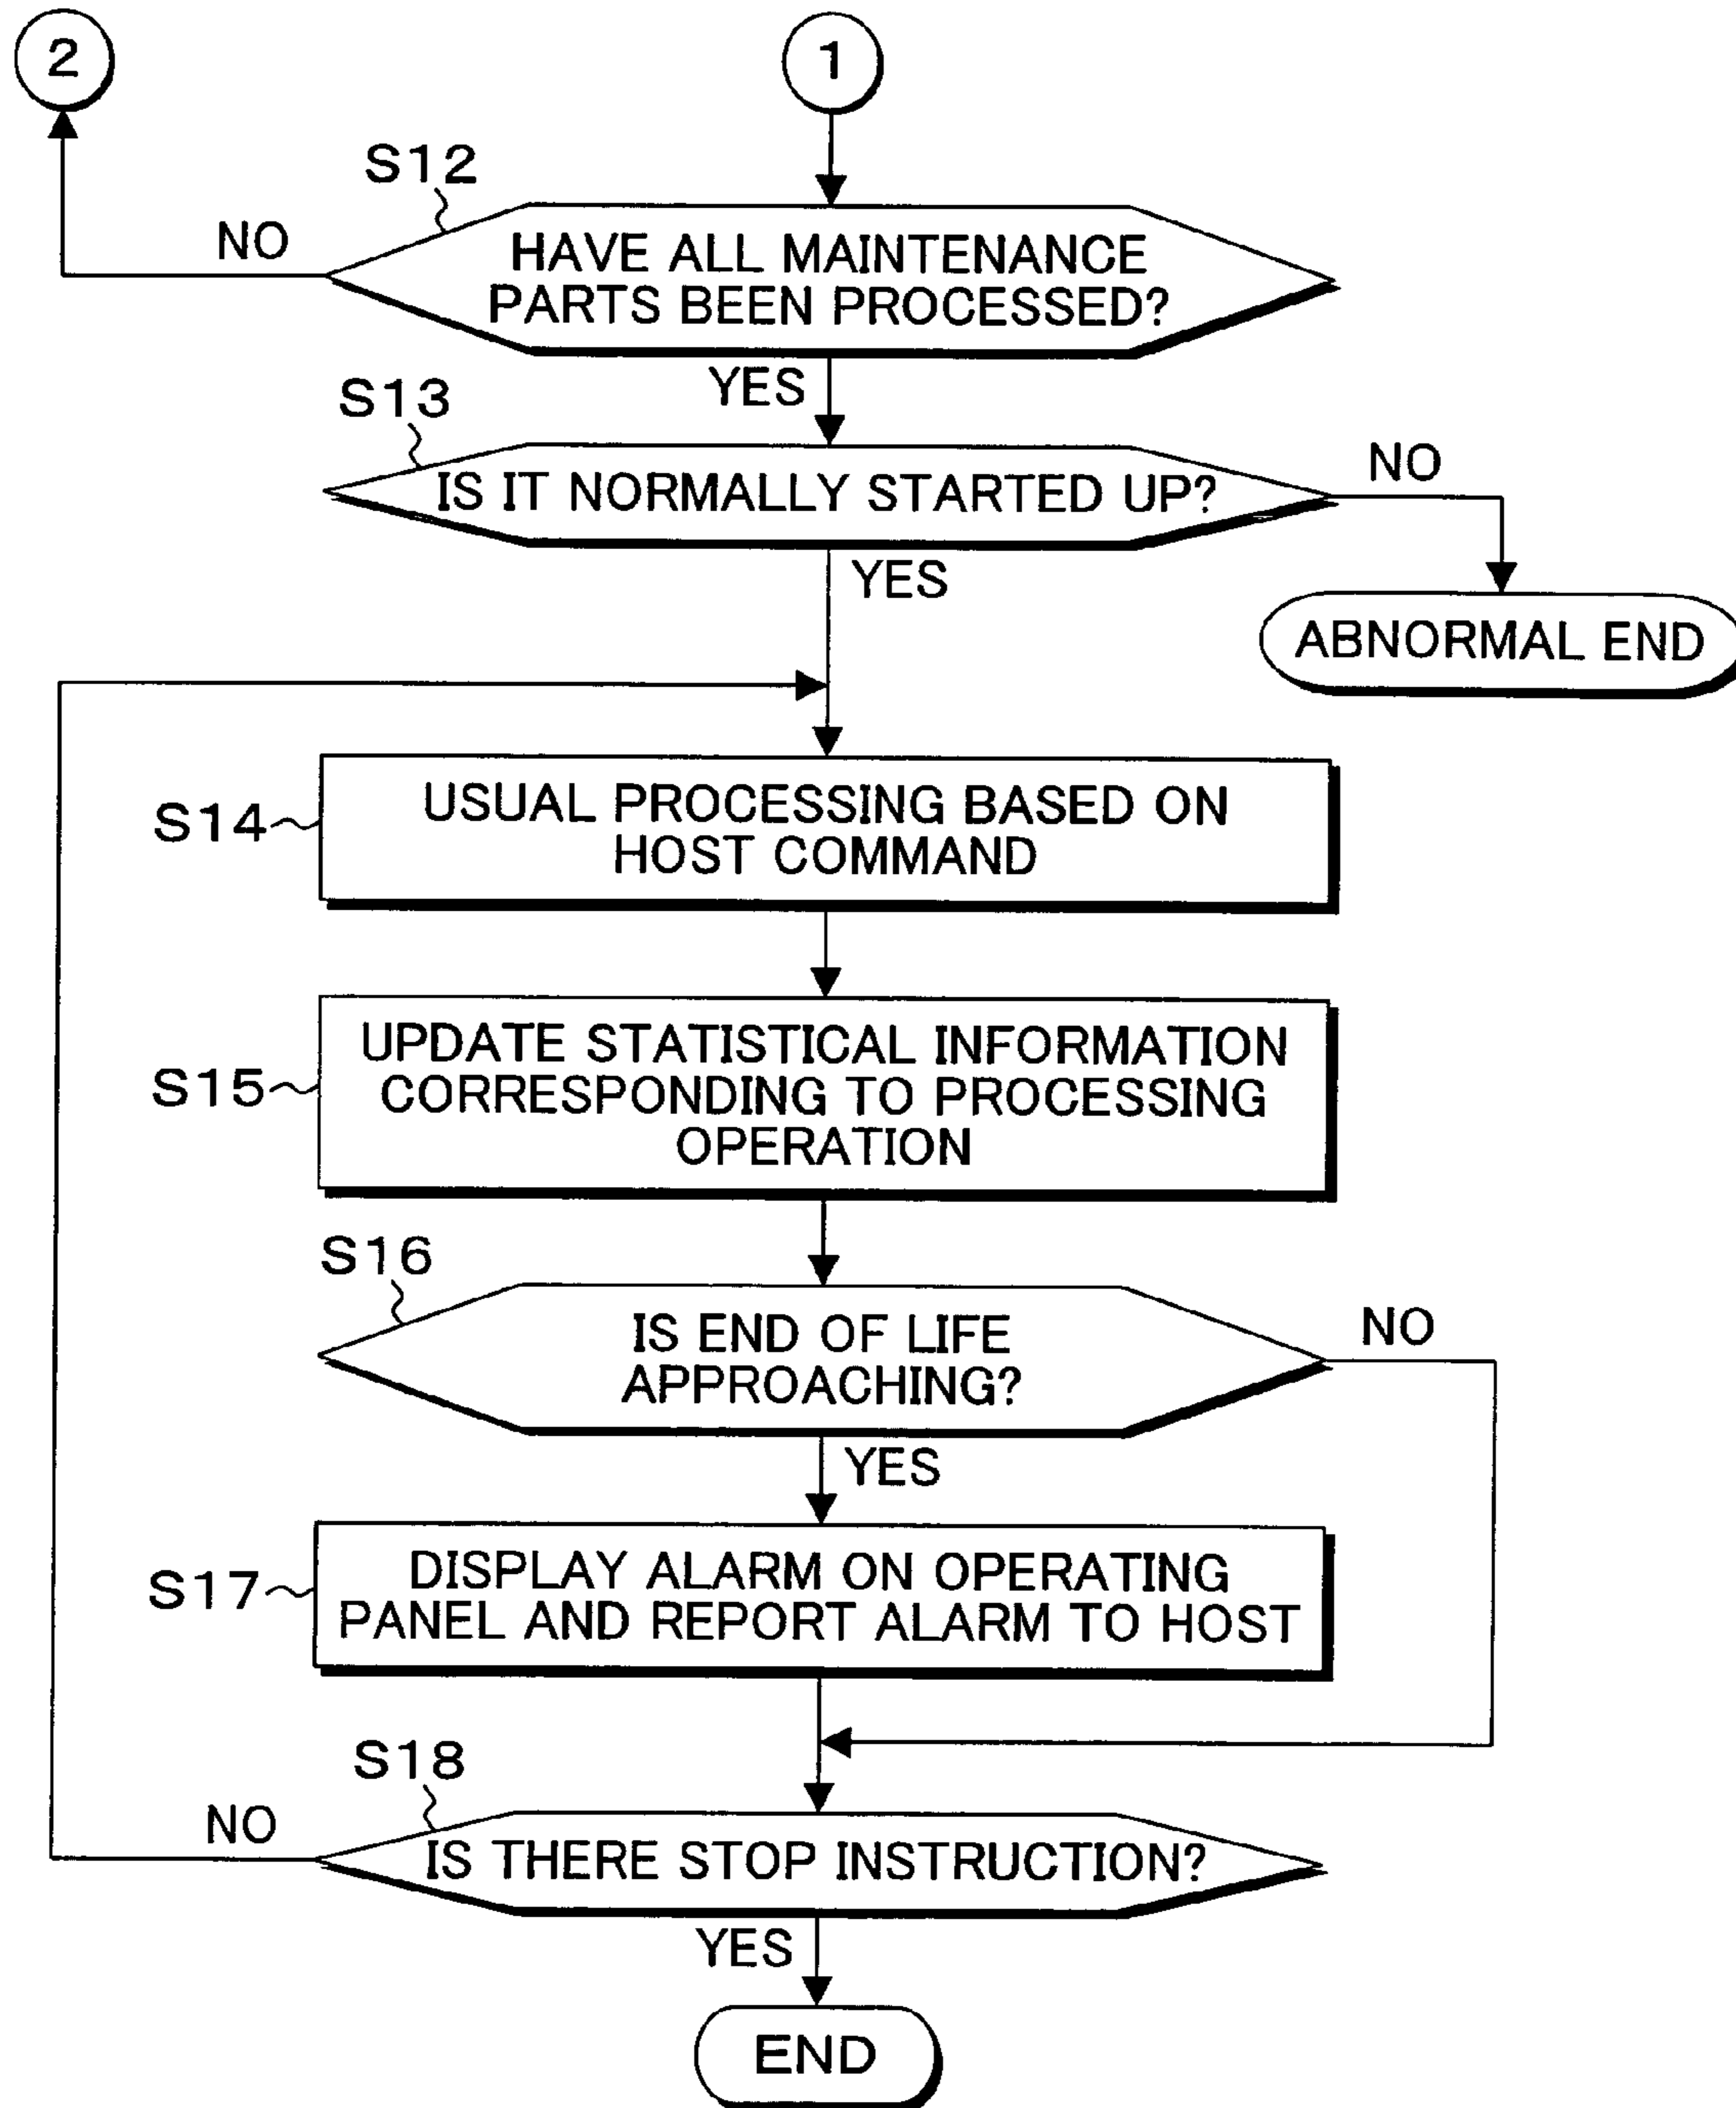 2
1
S12
NO
HAVE ALL MAINTENANCE
PARTS BEEN PROCESSED?
YES
S13
NO
IS IT NORMALLY STARTED UP?
YES
ABNORMAL END
S14
USUAL PROCESSING BASED ON
HOST COMMAND
S15
UPDATE STATISTICAL INFORMATION
CORRESPONDING TO PROCESSING
OPERATION
S16
IS END OF LIFE
APPROACHING?
NO
YES
S17
DISPLAY ALARM ON OPERATING
PANEL AND REPORT ALARM TO HOST
S18
NO
IS THERE STOP INSTRUCTION?
YES
END